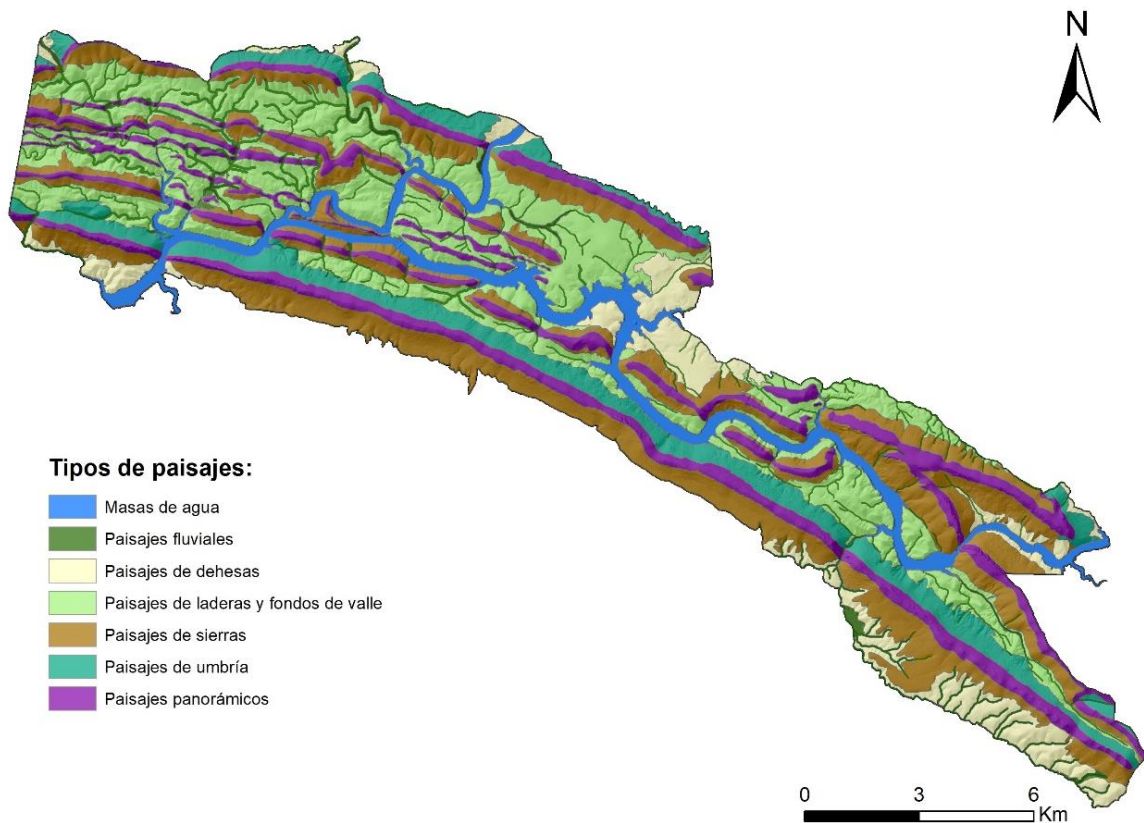 N
Tipos de paisajes:
Masas de agua
Paisajes fluviales
Paisajes de dehesas
Paisajes de laderas y fondos de valle
Paisajes de sierras
Paisajes de umbría
Paisajes panorámicos
0 3 6
Km